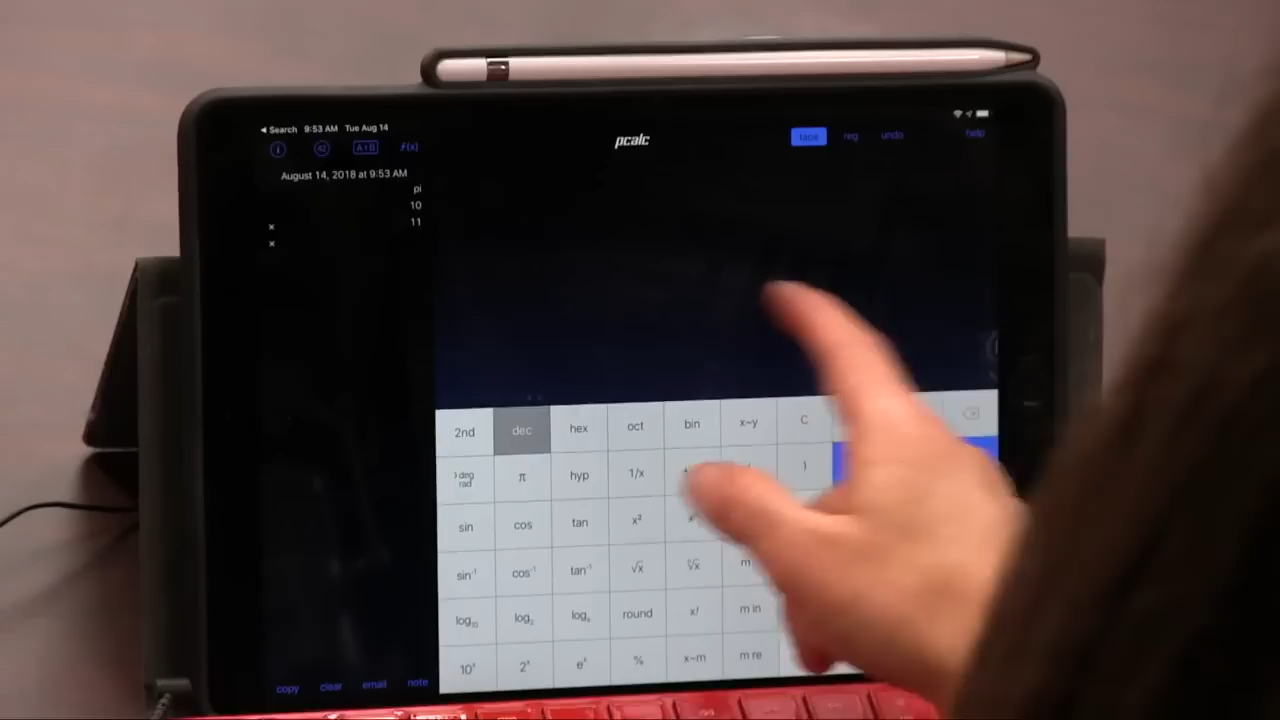 Search 9:53 AM Tue Aug 14
pcalc
tape reg undo help
i 42 A÷B f(x)
August 14, 2018 at 9:53 AM
pi
10
× 11
×
2nd dec hex oct bin x~y C
deg rad π hyp 1/x )
sin cos tan x²
sin⁻¹ cos⁻¹ tan⁻¹ √x
log₁₀ log₂ logₑ round x! m in
10ˣ 2ˣ eˣ % x~m m re
copy clear email note